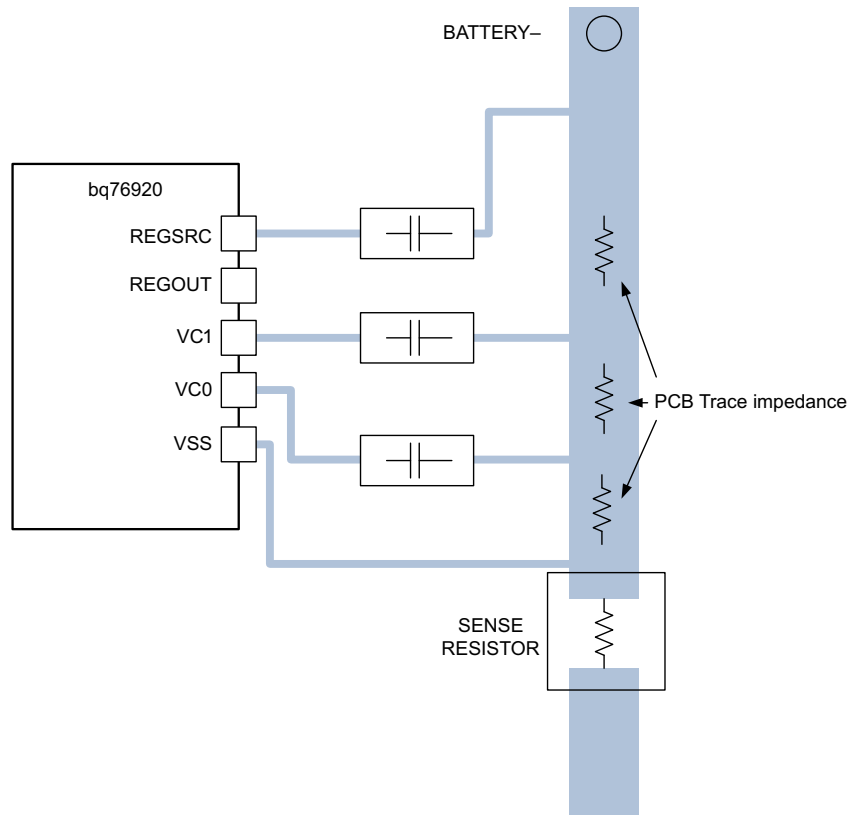 BATTERY–
bq76920
REGSRC
REGOUT
VC1
VC0
VSS
PCB Trace impedance
SENSE
RESISTOR